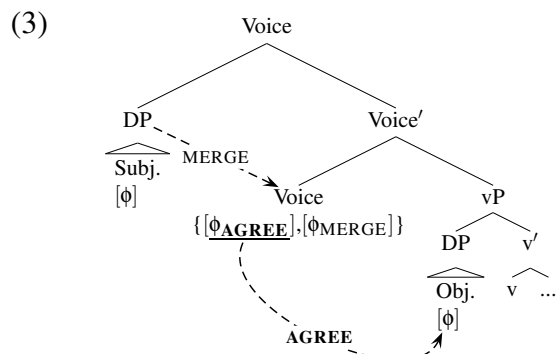 (3)
Voice
DP Voice′
MERGE
Subj.
[ϕ]
Voice vP
{[ϕAGREE],[ϕMERGE]}
DP v′
Obj. v ...
[ϕ]
AGREE